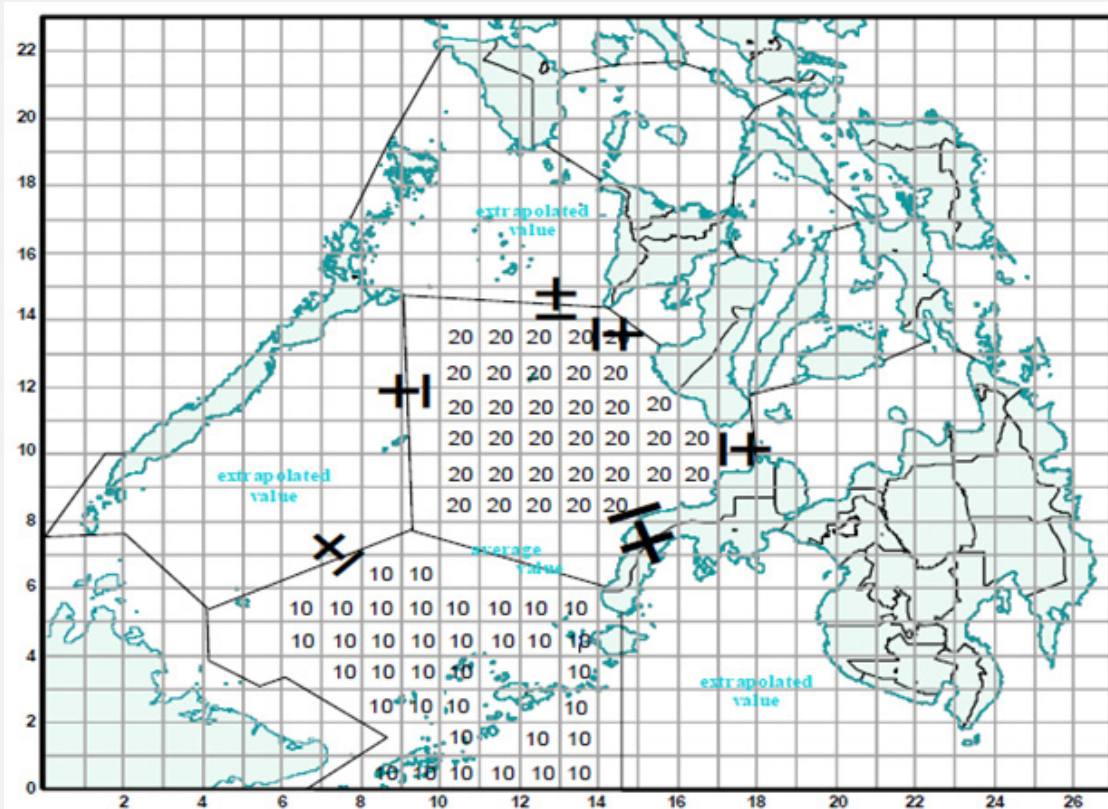 22
20
18
extrapolated
value
16
14
20 20 20 20 20
20 20 20 20 20
12
20 20 20 20 20 20
20 20 20 20 20 20 20
10
20 20 20 20 20 20 20
extrapolated
value
20 20 20 20 20
8
average
value
10 10
6
10 10 10 10 10 10 10 10
10 10 10 10 10 10 10 10
4
10 10 10 10 10
extrapolated
value
10 10 10 10
2
10 10 10
10 10 10 10 10 10
0
2 4 6 8 10 12 14 16 18 20 22 24 26